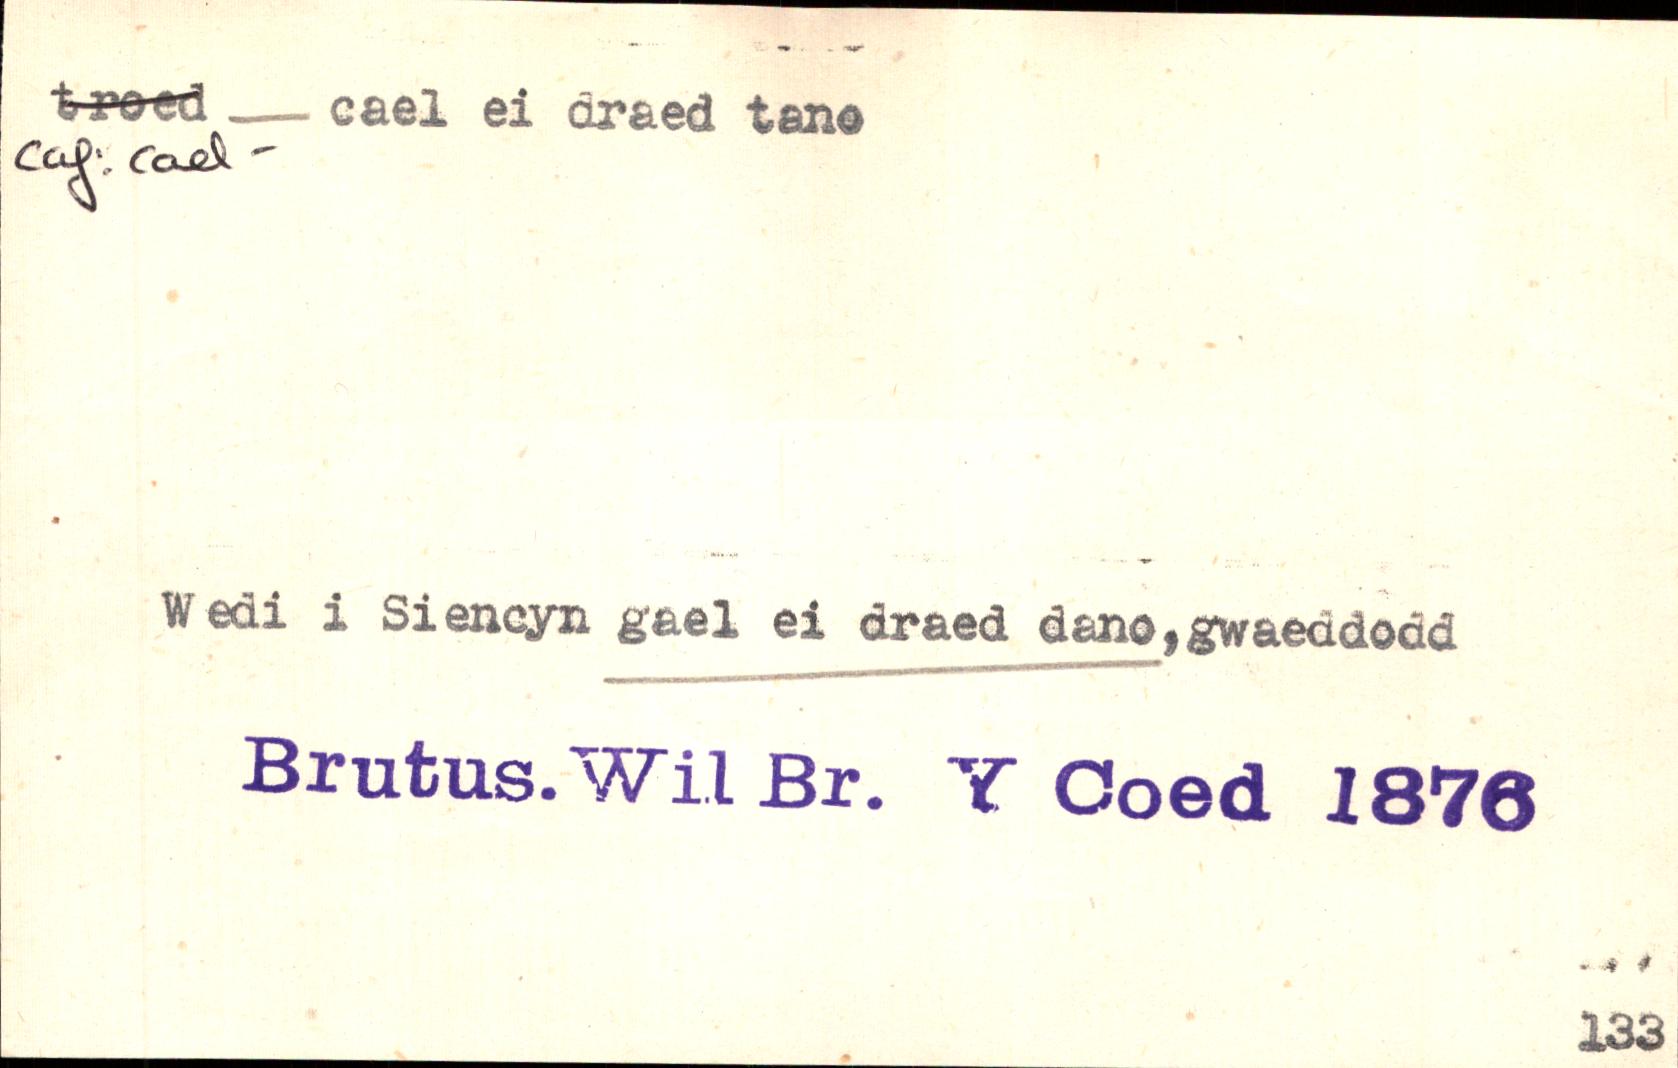 troed — cael ei draed tano
caf: cael -
Wedi i Siencyn gael ei draed dano, gwaeddodd
Brutus. Wil Br. Y Coed 1876
133